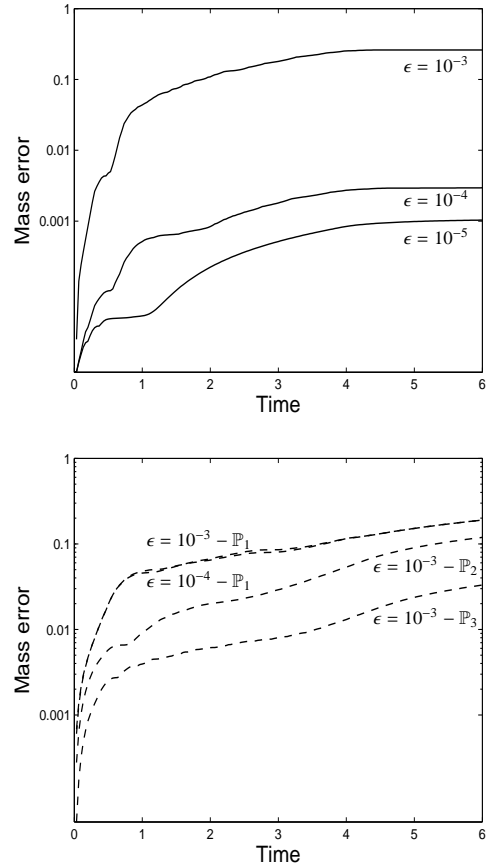 1
0.1
0.01
0.001
Mass error
ϵ = 10⁻³
ϵ = 10⁻⁴
ϵ = 10⁻⁵
0 1 2 3 4 5 6
Time
1
0.1
0.01
0.001
Mass error
ϵ = 10⁻³ − ℙ₁
ϵ = 10⁻⁴ − ℙ₁
ϵ = 10⁻³ − ℙ₂
ϵ = 10⁻³ − ℙ₃
0 1 2 3 4 5 6
Time